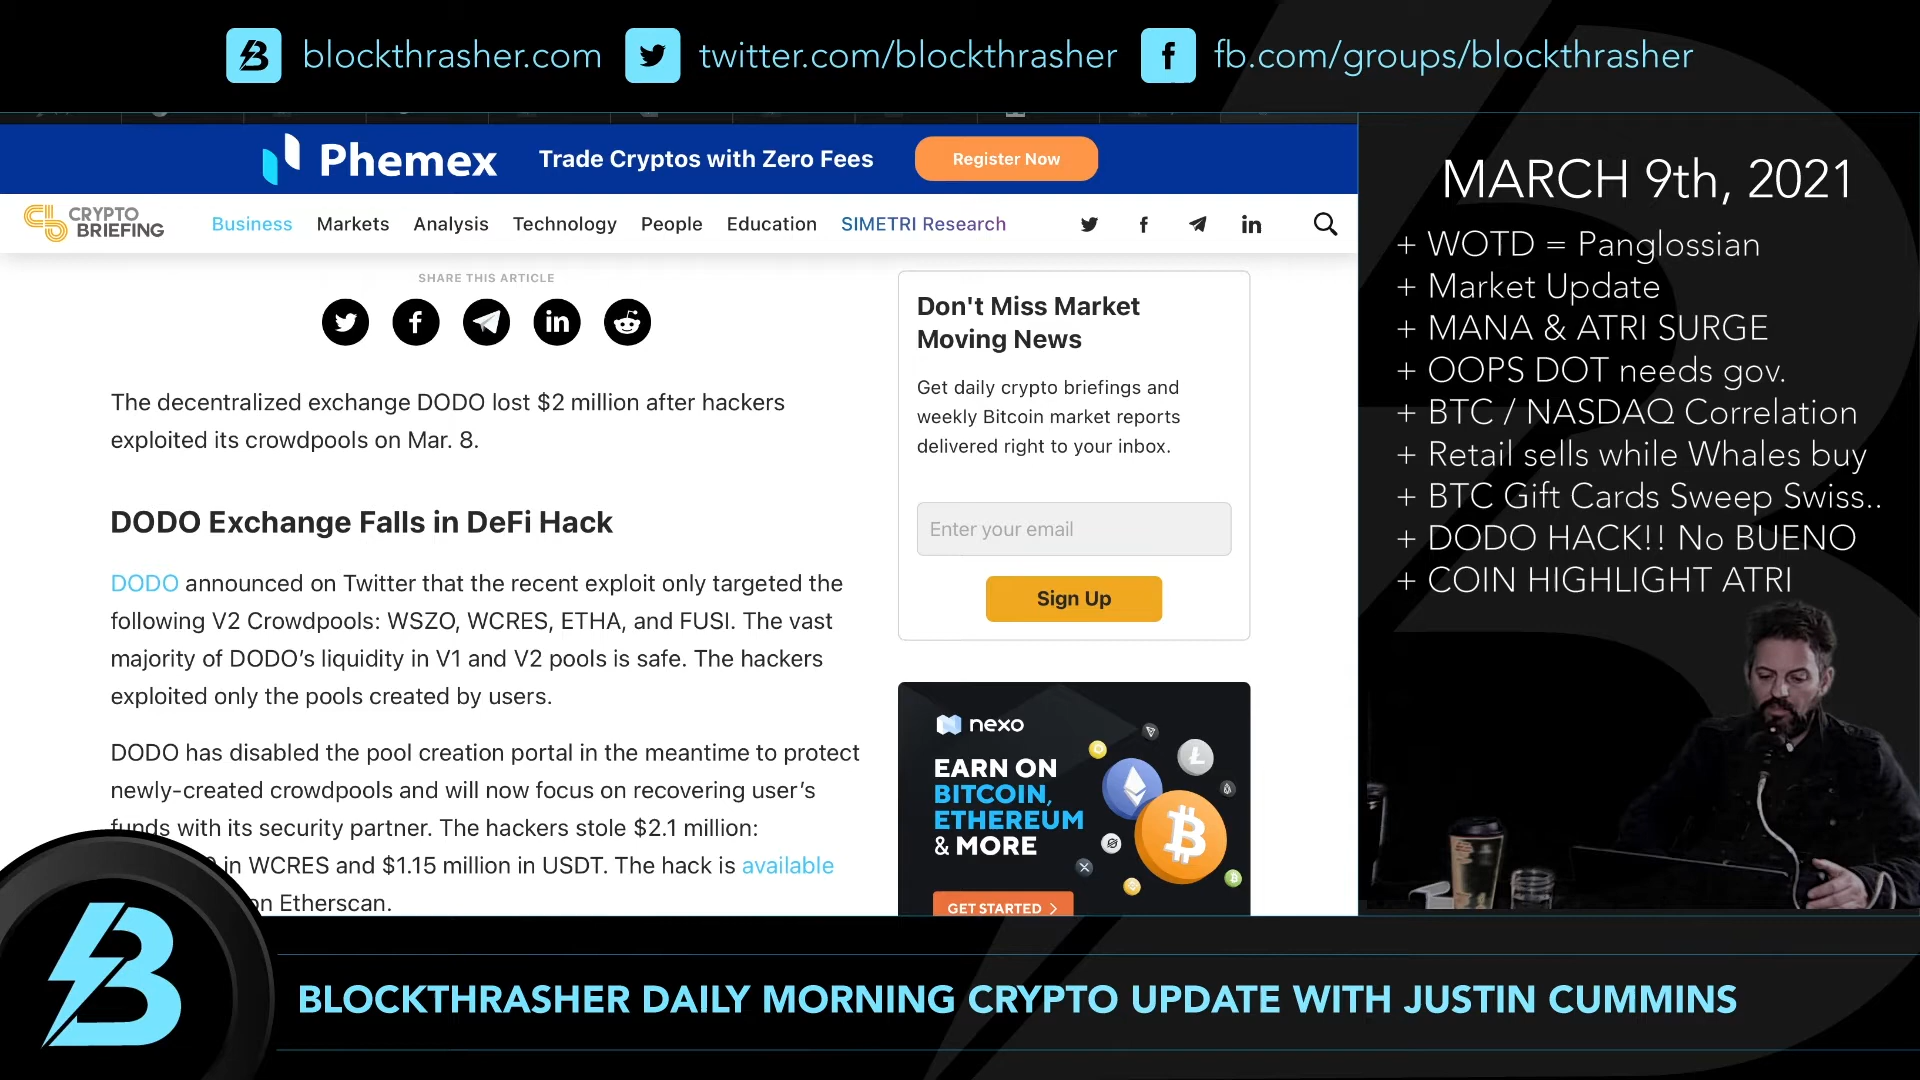 blockthrasher.com
twitter.com/blockthrasher
fb.com/groups/blockthrasher
Phemex
Trade Cryptos with Zero Fees
Register Now
CRYPTO
BRIEFING
Business Markets Analysis Technology People Education SIMETRI Research
SHARE THIS ARTICLE
The decentralized exchange DODO lost $2 million after hackers
exploited its crowdpools on Mar. 8.
DODO Exchange Falls in DeFi Hack
DODO announced on Twitter that the recent exploit only targeted the
following V2 Crowdpools: WSZO, WCRES, ETHA, and FUSI. The vast
majority of DODO's liquidity in V1 and V2 pools is safe. The hackers
exploited only the pools created by users.
DODO has disabled the pool creation portal in the meantime to protect
newly-created crowdpools and will now focus on recovering user's
funds with its security partner. The hackers stole $2.1 million:
in WCRES and $1.15 million in USDT. The hack is available
on Etherscan.
Don't Miss Market
Moving News
Get daily crypto briefings and
weekly Bitcoin market reports
delivered right to your inbox.
Enter your email
Sign Up
nexo
EARN ON
BITCOIN,
ETHEREUM
& MORE
GET STARTED >
MARCH 9th, 2021
+ WOTD = Panglossian
+ Market Update
+ MANA & ATRI SURGE
+ OOPS DOT needs gov.
+ BTC / NASDAQ Correlation
+ Retail sells while Whales buy
+ BTC Gift Cards Sweep Swiss..
+ DODO HACK!! No BUENO
+ COIN HIGHLIGHT ATRI
B
BLOCKTHRASHER DAILY MORNING CRYPTO UPDATE WITH JUSTIN CUMMINS